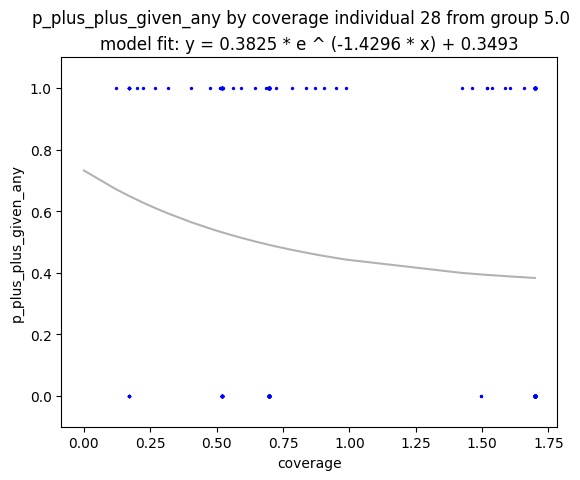 p_plus_plus_given_any by coverage individual 28 from group 5.0
model fit: y = 0.3825 * e ^ (-1.4296 * x) + 0.3493
1.0
0.8
0.6
0.4
0.2
0.0
p_plus_plus_given_any
0.00 0.25 0.50 0.75 1.00 1.25 1.50 1.75
coverage